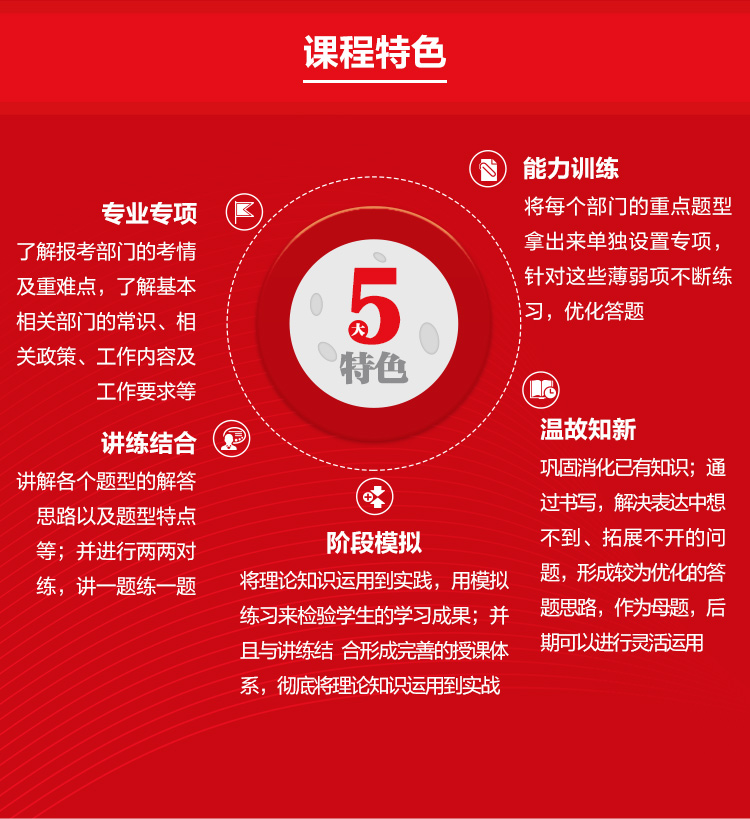 课程特色
能力训练
将每个部门的重点题型
拿出来单独设置专项，
针对这些薄弱项不断练
习，优化答题
专业专项
了解报考部门的考情
及重难点，了解基本
相关部门的常识、相
关政策、工作内容及
工作要求等
5
大
特色
温故知新
巩固消化已有知识；通
过书写，解决表达中想
不到、拓展不开的问
题，形成较为优化的答
题思路，作为母题，后
期可以进行灵活运用
讲练结合
讲解各个题型的解答
思路以及题型特点
等；并进行两两对
练，讲一题练一题
阶段模拟
将理论知识运用到实践，用模拟
练习来检验学生的学习成果；并
且与讲练结 合形成完善的授课体
系，彻底将理论知识运用到实战